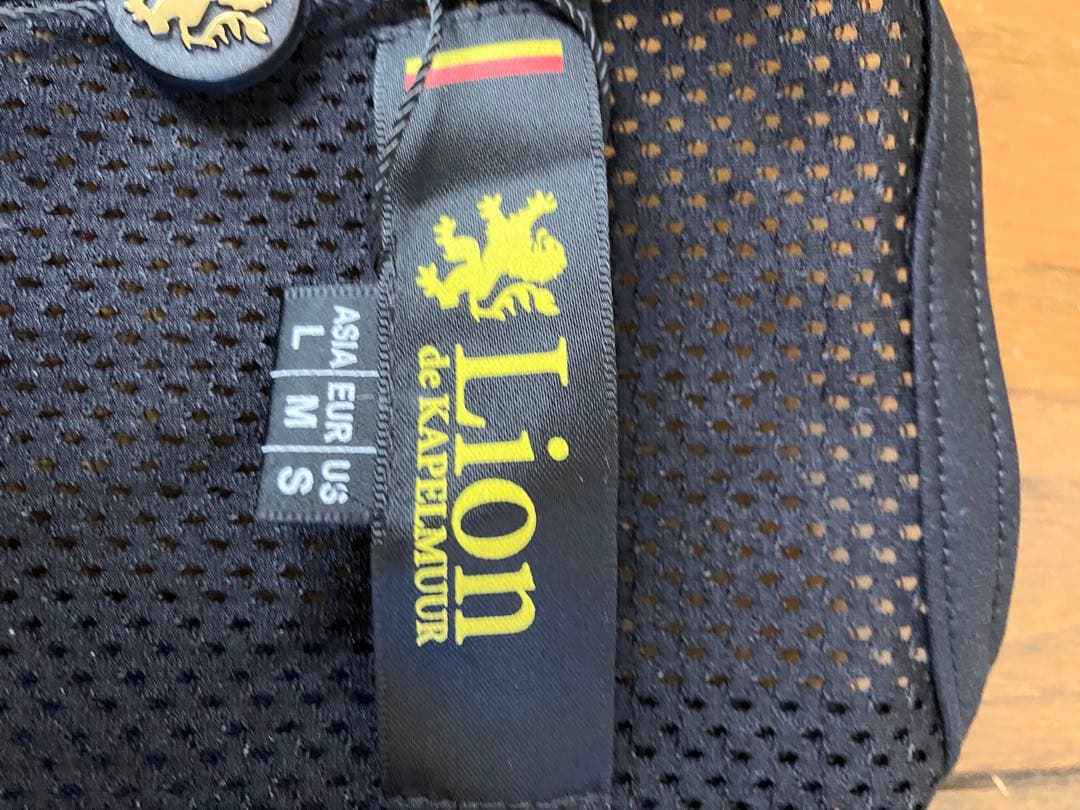 Lion
de KAPELMUUR
ASIA EUR US
L M S